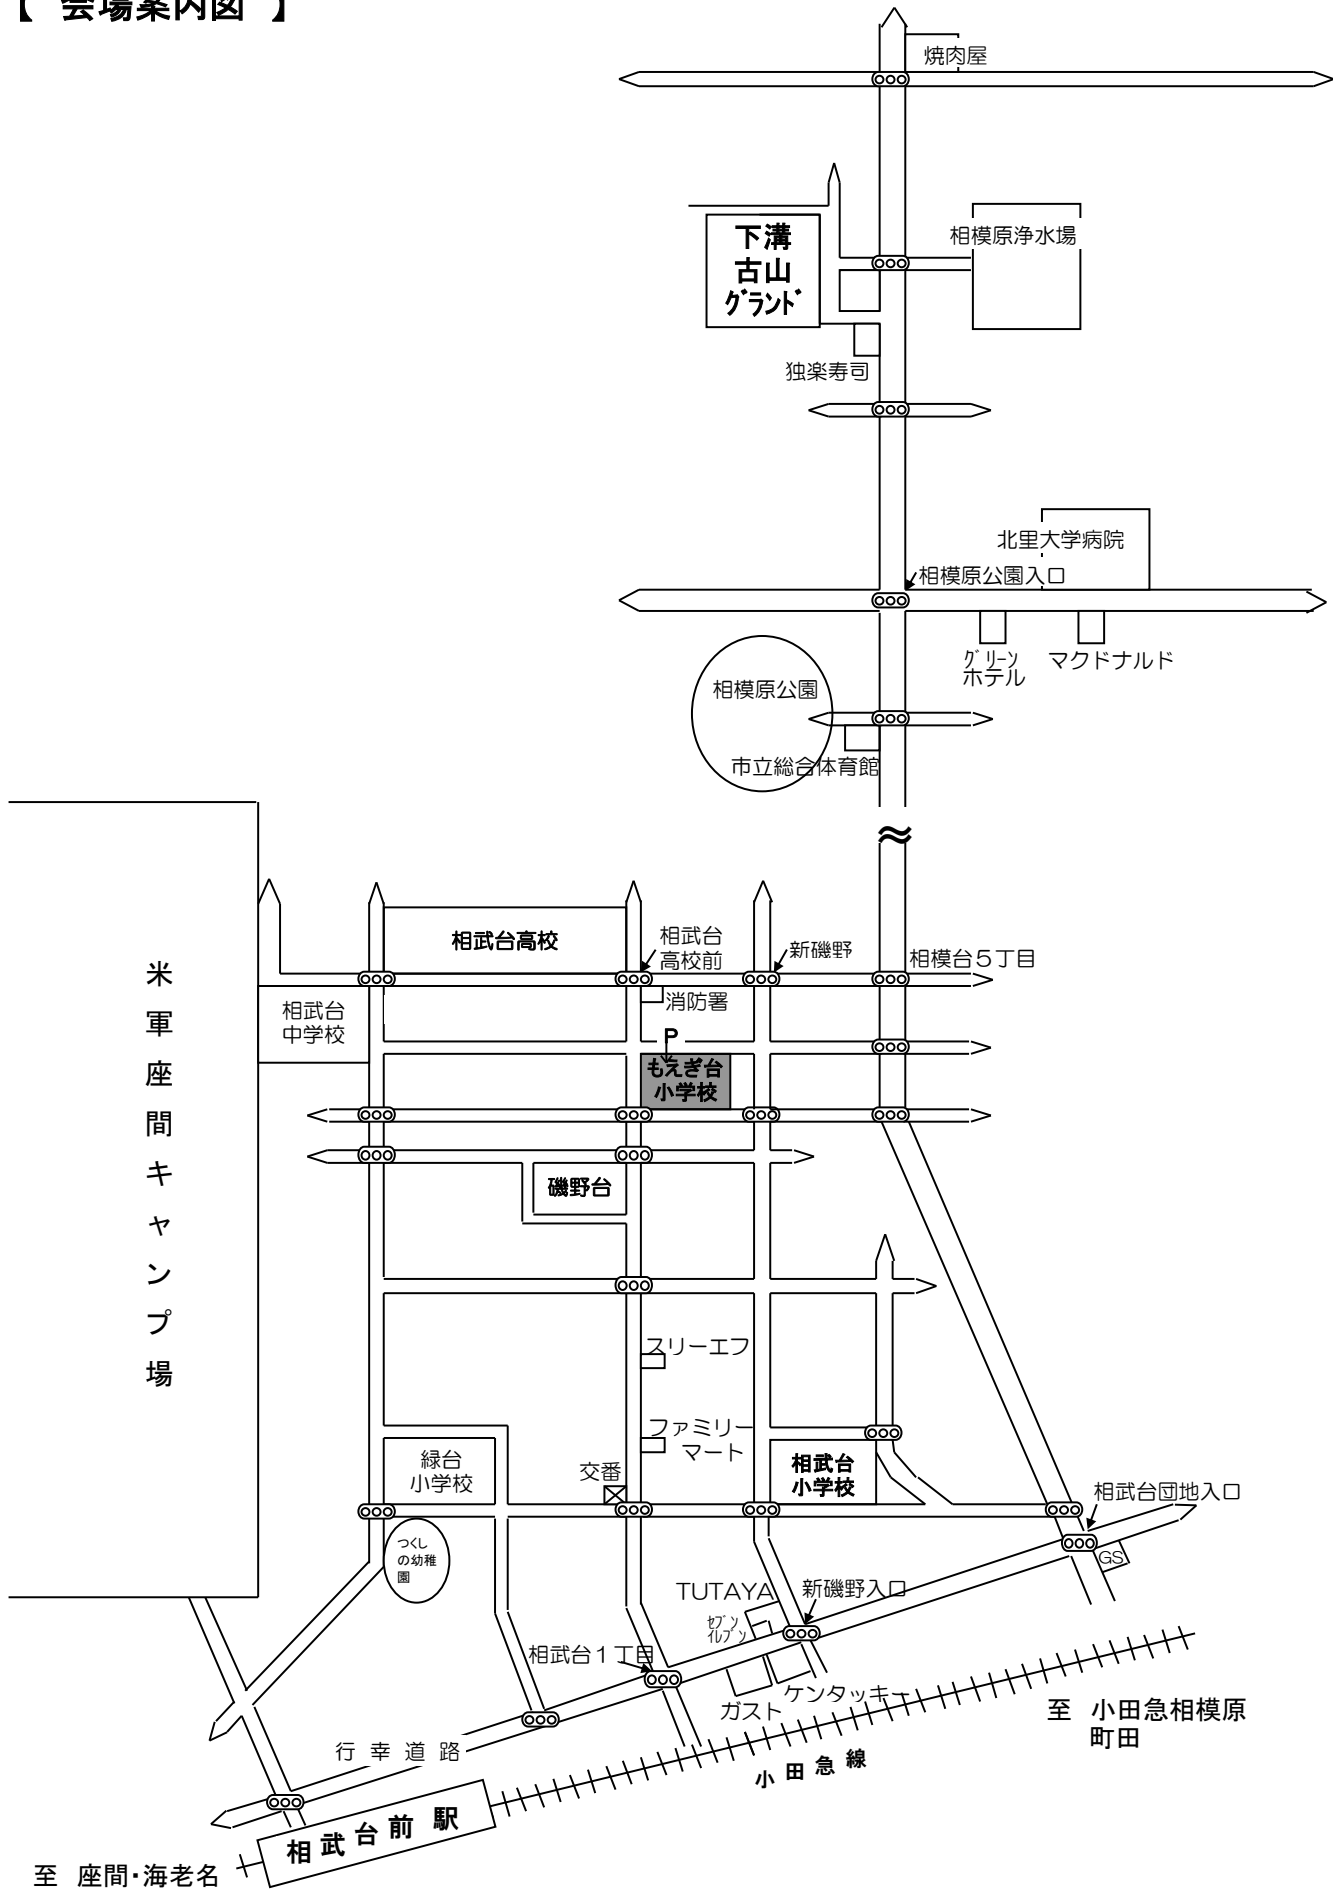 【 会場案内図 】
焼肉屋
下溝
古山
グランド
相模原浄水場
独楽寿司
北里大学病院
相模原公園入口
グリーン
ホテル
マクドナルド
相模原公園
市立総合体育館
米軍座間キャンプ場
相武台高校
相武台
高校前
新磯野
相模台５丁目
相武台
中学校
消防署
P
もえぎ台
小学校
磯野台
スリーエフ
ファミリー
マート
緑台
小学校
交番
相武台
小学校
相武台団地入口
つくし
の幼稚
園
GS
TUTAYA
新磯野入口
セブン
イレブン
相武台１丁目
ケンタッキー
ガスト
行幸道路
至 小田急相模原
町田
小田急線
相武台前駅
至 座間・海老名